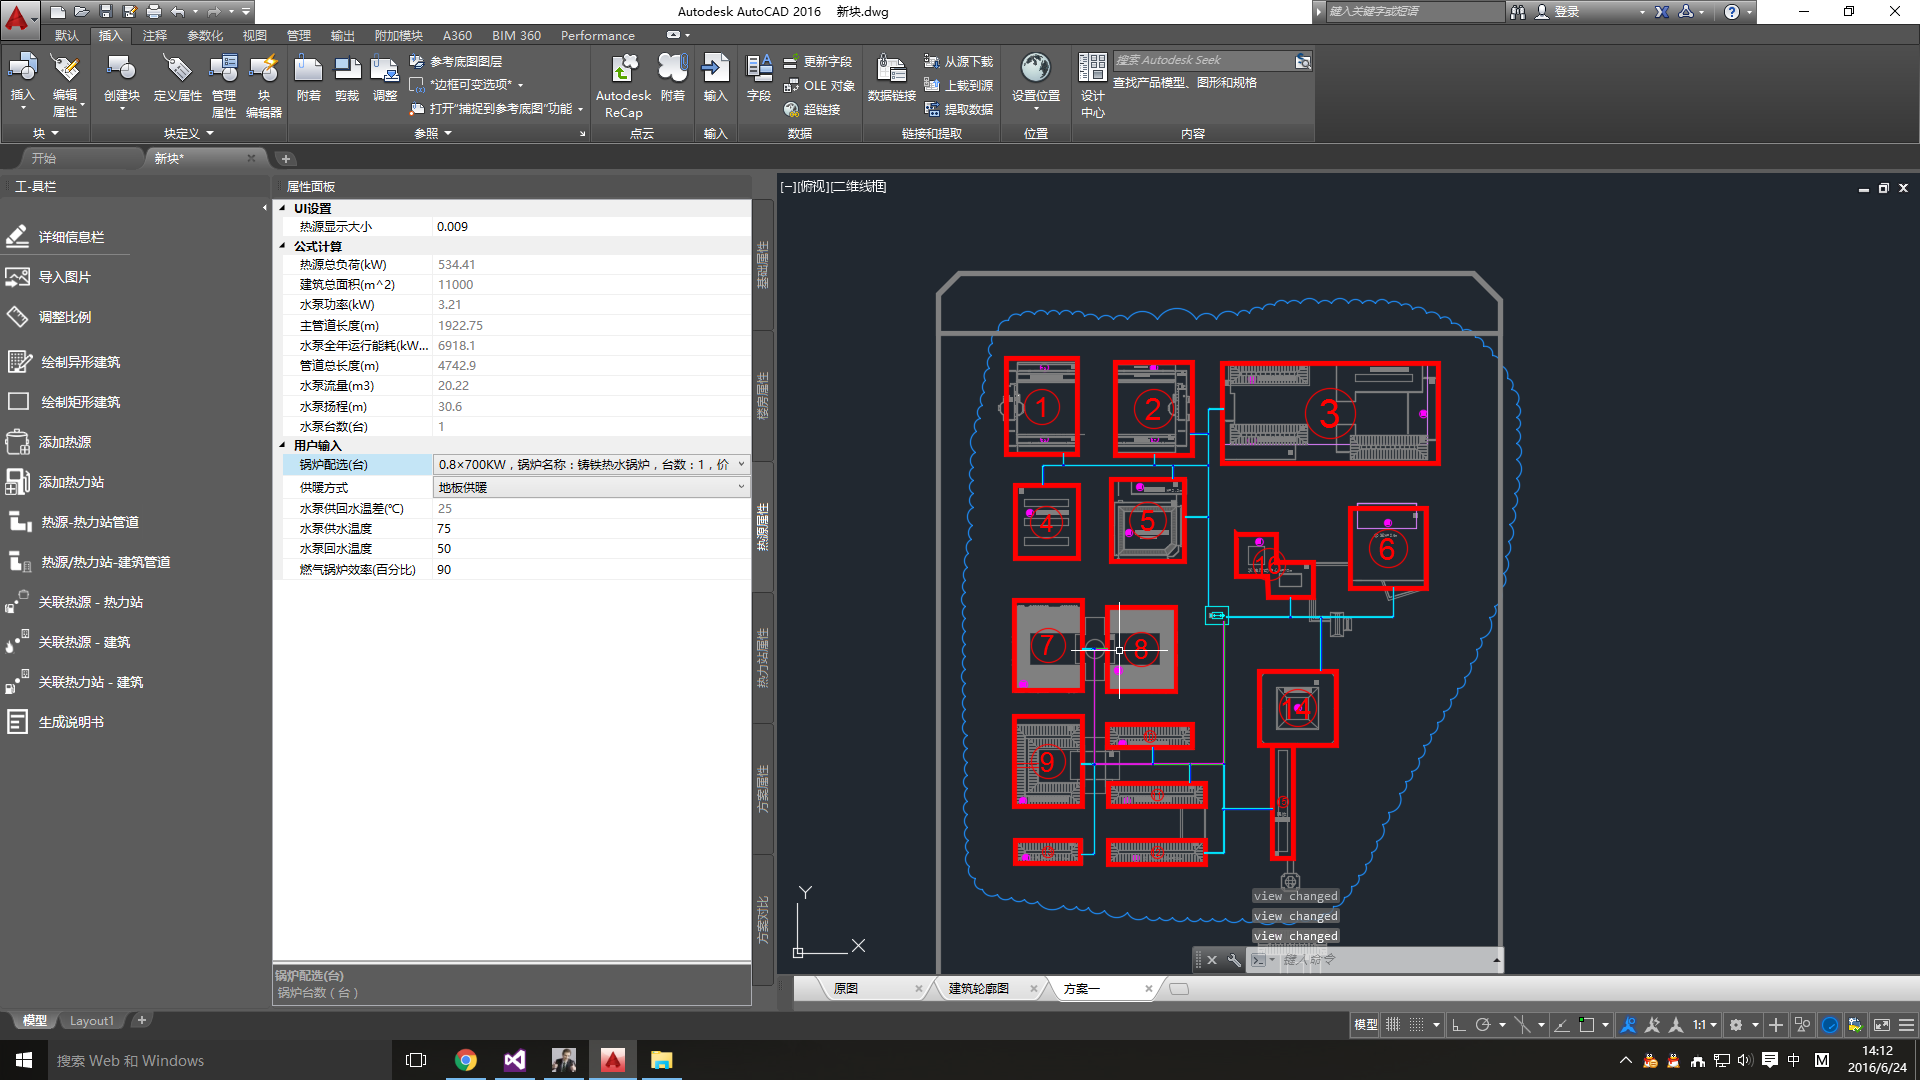 Autodesk AutoCAD 2016 新块.dwg
键入关键字或短语
登录
默认 插入 注释 参数化 视图 管理 输出 附加模块 A360 BIM 360 Performance
插入
编辑属性
创建块
定义属性
管理属性
块编辑器
附着
剪裁
调整
参考底图图层
*边框可变选项*
打开"捕捉到参考底图"功能
Autodesk ReCap
附着
输入
字段
更新字段
OLE 对象
超链接
数据链接
从源下载
上载到源
提取数据
设置位置
设计中心
搜索 Autodesk Seek
查找产品模型、图形和规格
块 块定义 参照 点云 输入 数据 链接和提取 位置 内容
开始 新块*
工具栏
详细信息栏
导入图片
调整比例
绘制异形建筑
绘制矩形建筑
添加热源
添加热力站
热源-热力站管道
热源/热力站-建筑管道
关联热源 - 热力站
关联热源 - 建筑
关联热力站 - 建筑
生成说明书
属性面板
UI设置
热源显示大小 0.009
公式计算
热源总负荷(kW) 534.41
建筑总面积(m^2) 11000
水泵功率(kW) 3.21
主管道长度(m) 1922.75
水泵全年运行能耗(kW... 6918.1
管道总长度(m) 4742.9
水泵流量(m3) 20.22
水泵扬程(m) 30.6
水泵台数(台) 1
用户输入
锅炉配选(台) 0.8×700KW，锅炉名称：铸铁热水锅炉，台数：1，价
供暖方式 地板供暖
水泵供回水温差(℃) 25
水泵供水温度 75
水泵回水温度 50
燃气锅炉效率(百分比) 90
锅炉配选(台)
锅炉台数（台）
基础属性
楼房属性
热源属性
热力站属性
方案属性
方案对比
[−][俯视][二维线框]
1 2 3
4 5 6
7 8
9 14
Y
X
view changed
view changed
view changed
键入命令
原图 建筑轮廓图 方案一
模型 Layout1
模型 1:1
搜索 Web 和 Windows
中 M
14:12
2016/6/24